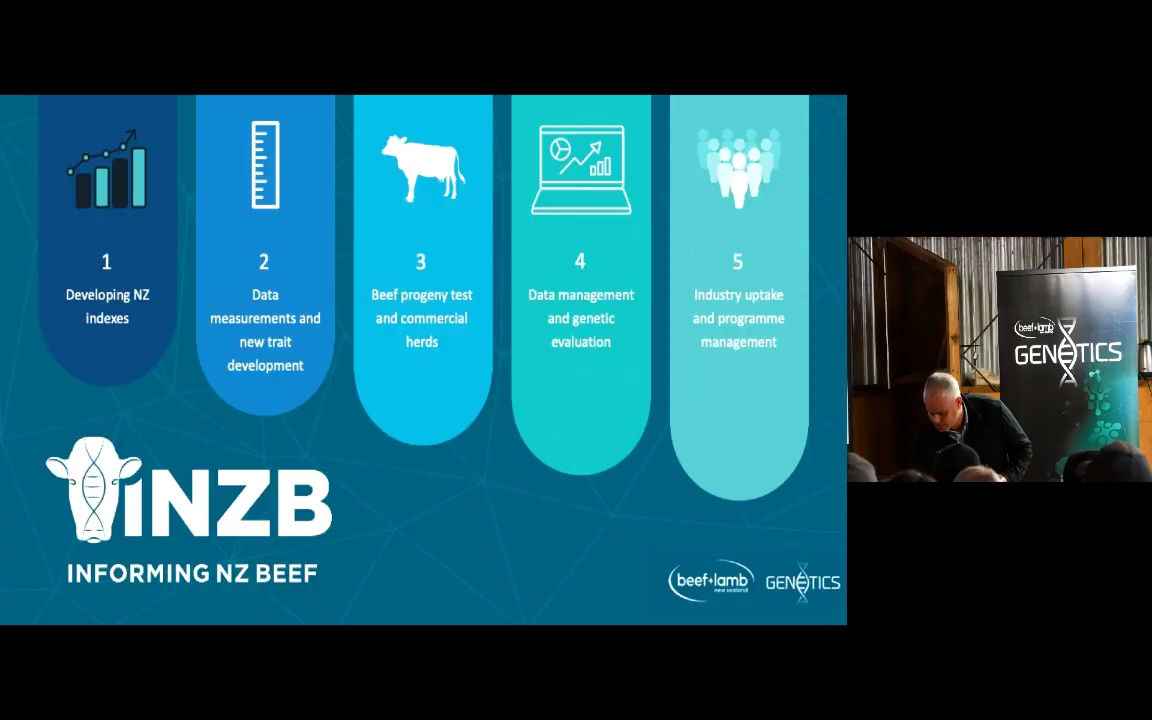 1
Developing NZ
indexes
2
Data
measurements and
new trait
development
3
Beef progeny test
and commercial
herds
4
Data management
and genetic
evaluation
5
Industry uptake
and programme
management
iNZB
INFORMING NZ BEEF
beef+lamb
new zealand
GENETICS
beef+lamb
GENETICS